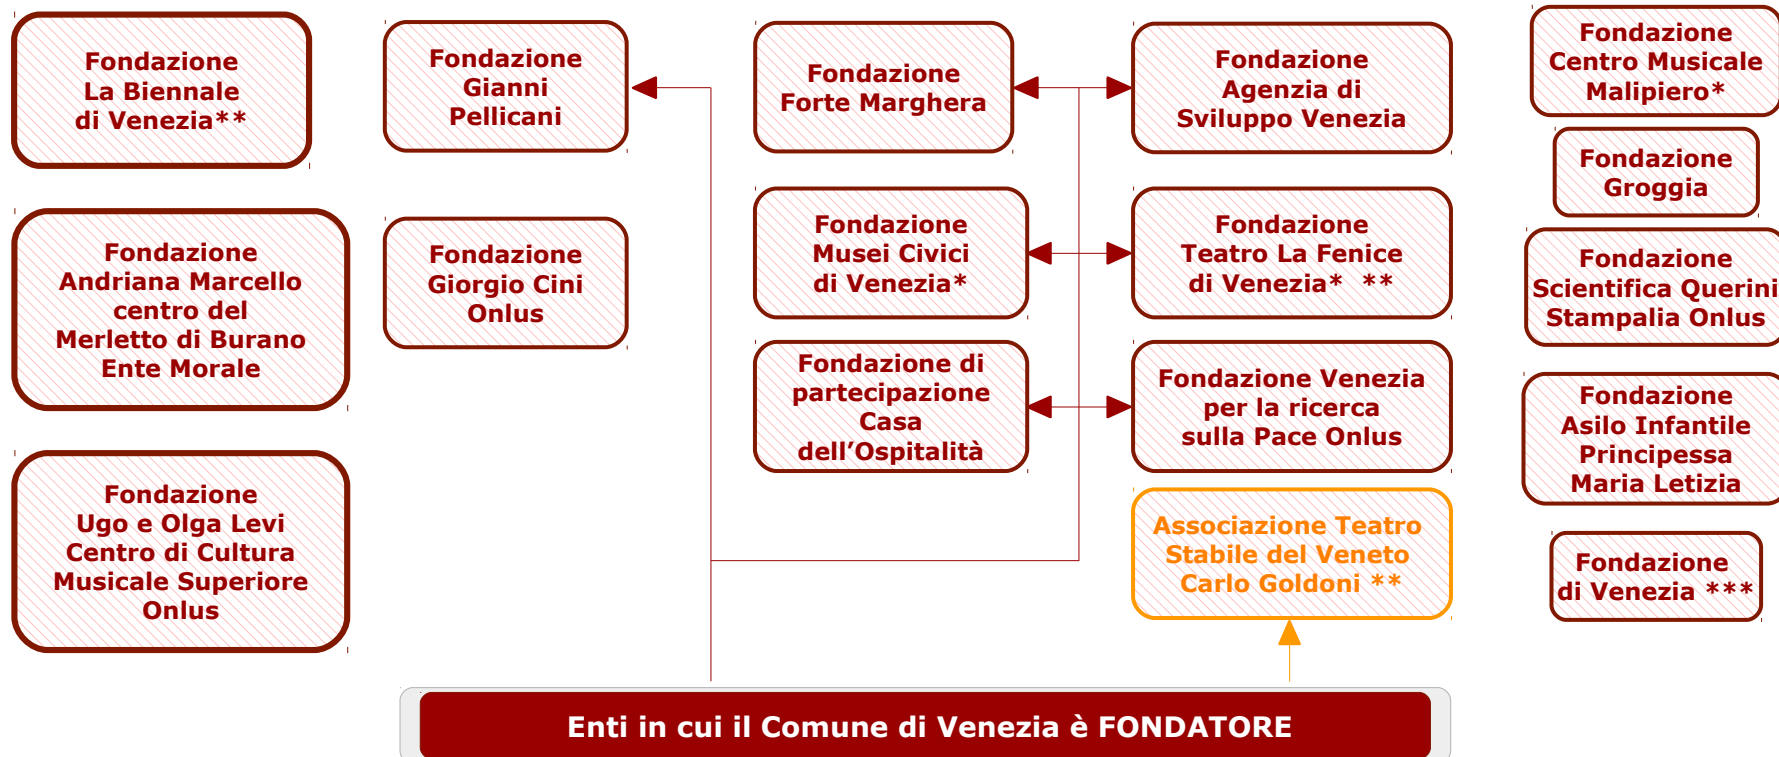 Fondazione
La Biennale
di Venezia**
Fondazione
Andriana Marcello
centro del
Merletto di Burano
Ente Morale
Fondazione
Ugo e Olga Levi
Centro di Cultura
Musicale Superiore
Onlus
Fondazione
Gianni
Pellicani
Fondazione
Giorgio Cini
Onlus
Fondazione
Forte Marghera
Fondazione
Musei Civici
di Venezia*
Fondazione di
partecipazione
Casa
dell’Ospitalità
Fondazione
Agenzia di
Sviluppo Venezia
Fondazione
Teatro La Fenice
di Venezia* **
Fondazione Venezia
per la ricerca
sulla Pace Onlus
Associazione Teatro
Stabile del Veneto
Carlo Goldoni **
Fondazione
Centro Musicale
Malipiero*
Fondazione
Groggia
Fondazione
Scientifica Querini
Stampalia Onlus
Fondazione
Asilo Infantile
Principessa
Maria Letizia
Fondazione
di Venezia ***
Enti in cui il Comune di Venezia è FONDATORE